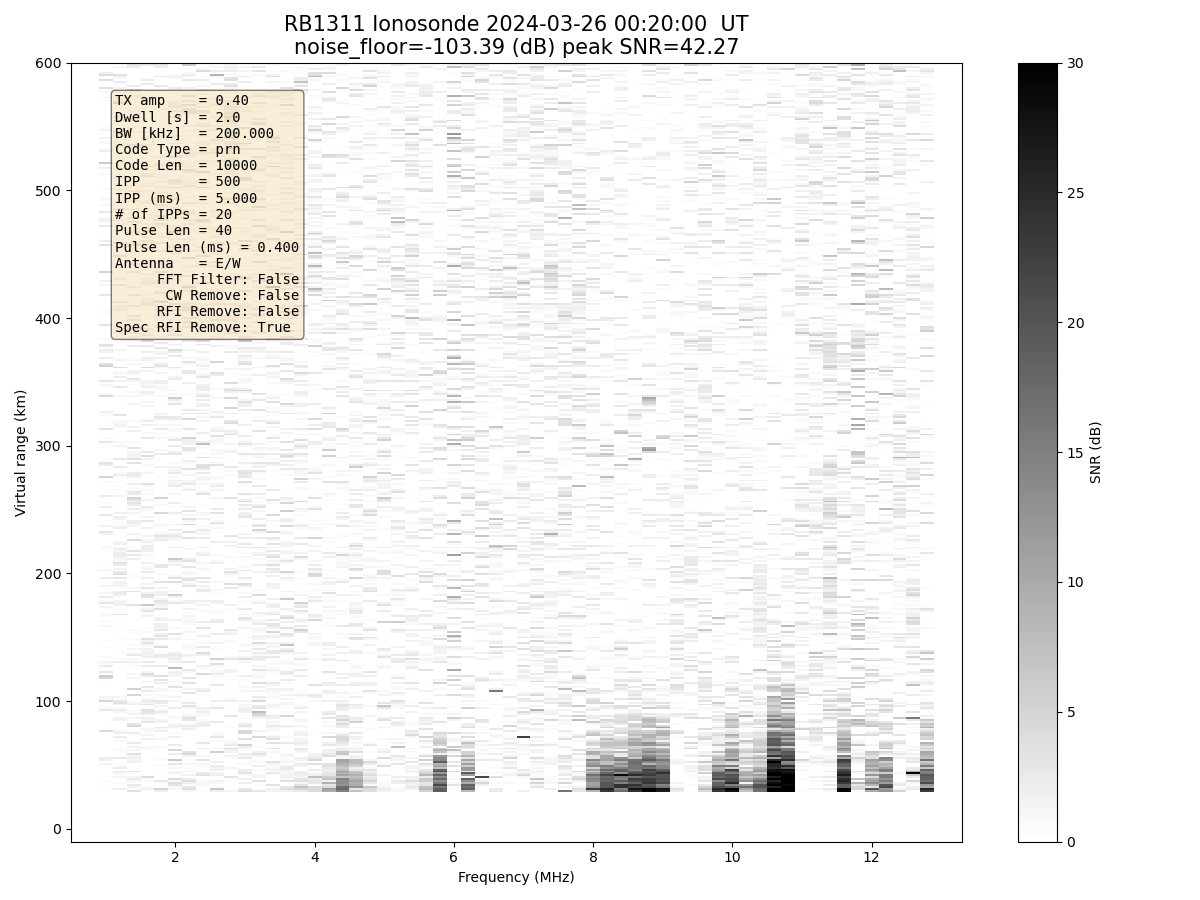 RB1311 Ionosonde 2024-03-26 00:20:00  UT
noise_floor=-103.39 (dB) peak SNR=42.27
TX amp    = 0.40
Dwell [s] = 2.0
BW [kHz]  = 200.000
Code Type = prn
Code Len  = 10000
IPP       = 500
IPP (ms)  = 5.000
# of IPPs = 20
Pulse Len = 40
Pulse Len (ms) = 0.400
Antenna   = E/W
FFT Filter: False
CW Remove: False
RFI Remove: False
Spec RFI Remove: True
600
500
400
300
200
100
0
Virtual range (km)
2
4
6
8
10
12
Frequency (MHz)
30
25
20
15
10
5
0
SNR (dB)